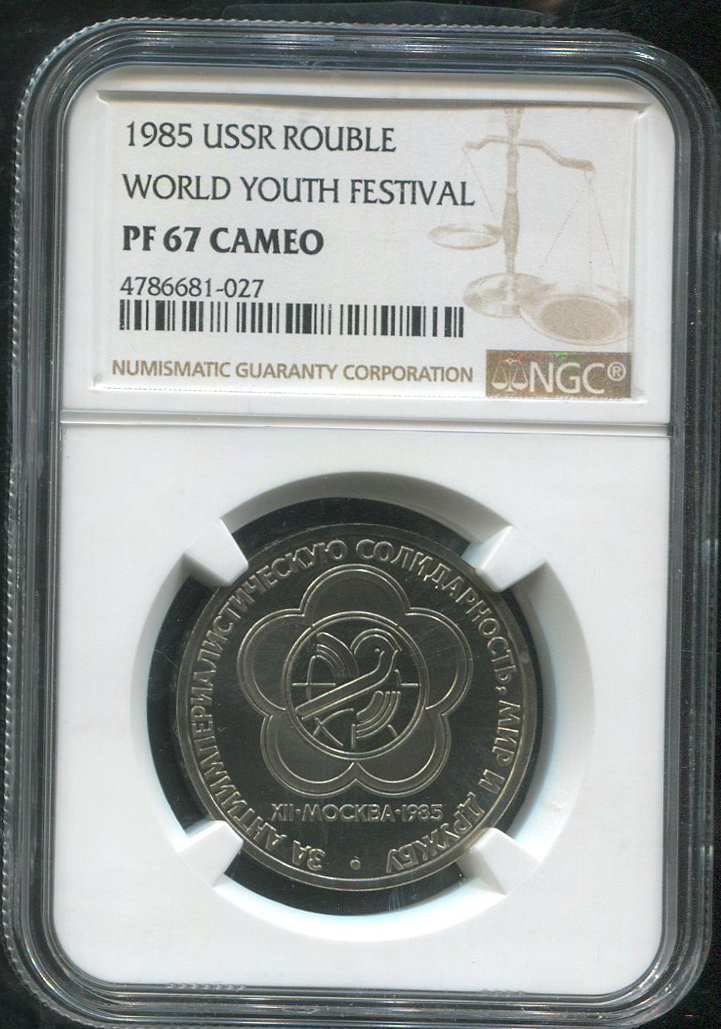 1985 USSR ROUBLE
WORLD YOUTH FESTIVAL
PF 67 CAMEO
4786681-027
NUMISMATIC GUARANTY CORPORATION
NGC®
ЗА АНТИИМПЕРИАЛИСТИЧЕСКУЮ СОЛИДАРНОСТЬ, МИР И ДРУЖБУ
XII·МОСКВА·1985